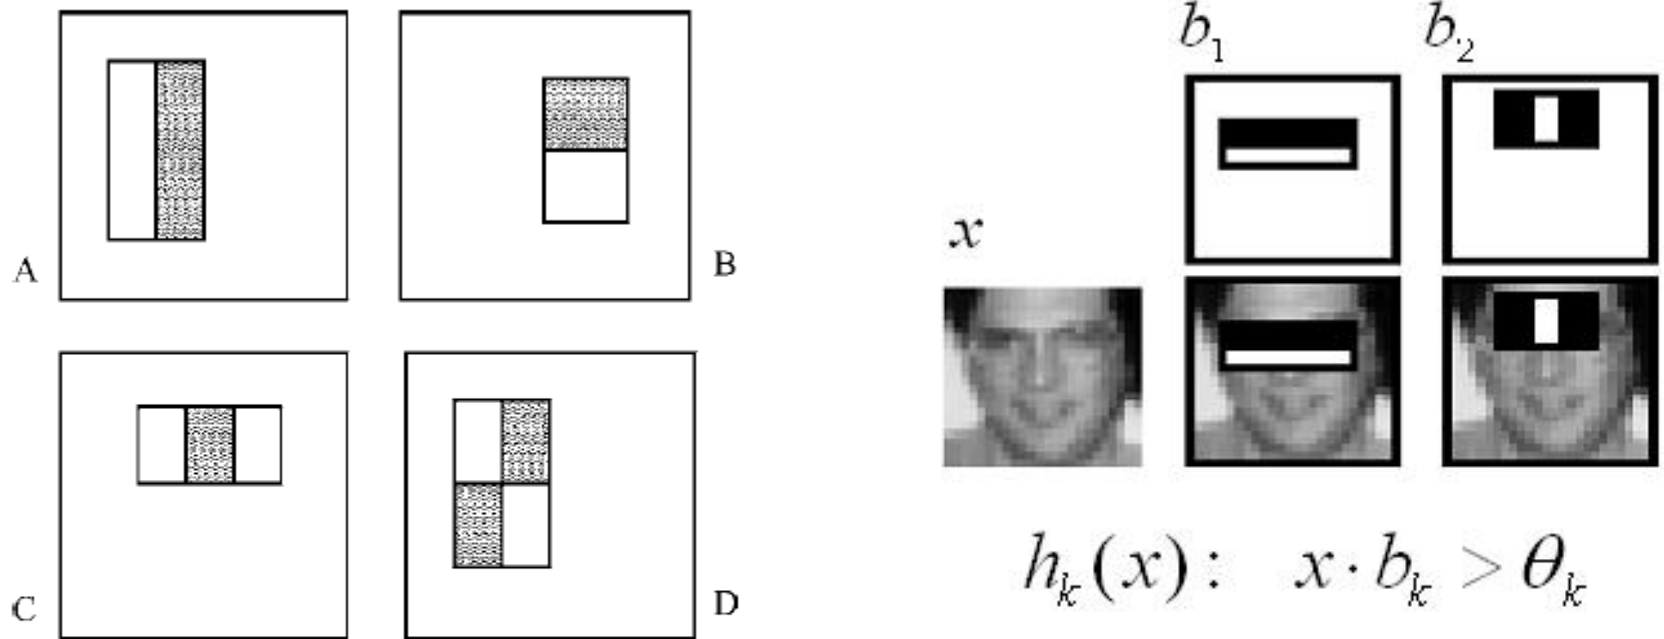 A
B
C
D
b₁
b₂
x
hₖ(x): x · bₖ > θₖ